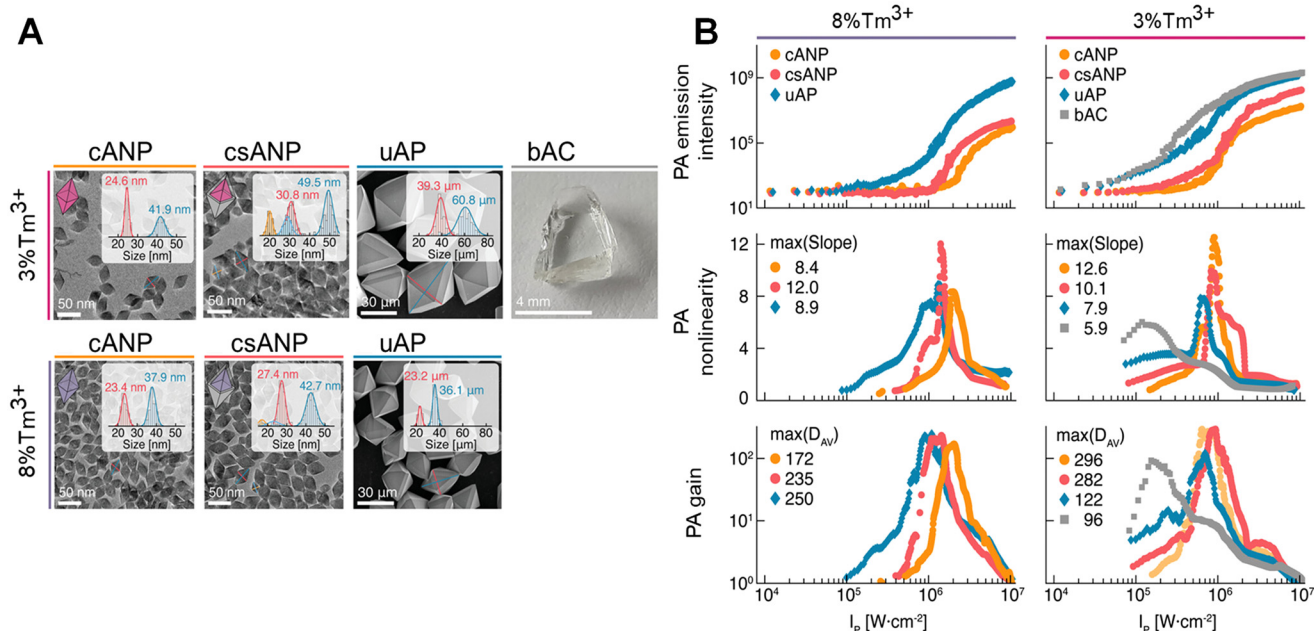 A
cANP
csANP
uAP
bAC
3%Tm3+
24.6 nm
41.9 nm
20 30 40 50
Size [nm]
50 nm
49.5 nm
30.8 nm
20 30 40 50
Size [nm]
50 nm
39.3 µm
60.8 µm
20 40 60 80
Size [µm]
30 µm
4 mm
cANP
csANP
uAP
8%Tm3+
23.4 nm
37.9 nm
20 30 40 50
Size [nm]
50 nm
27.4 nm
42.7 nm
20 30 40 50
Size [nm]
50 nm
23.2 µm
36.1 µm
20 40 60 80
Size [µm]
30 µm
B
8%Tm3+
3%Tm3+
PA emission
intensity
10⁹
10⁵
10¹
cANP
csANP
uAP
cANP
csANP
uAP
bAC
PA
nonlinearity
12
8
4
0
max(Slope)
8.4
12.0
8.9
max(Slope)
12.6
10.1
7.9
5.9
PA gain
10²
10¹
10⁰
max(DAV)
172
235
250
max(DAV)
296
282
122
96
10⁴ 10⁵ 10⁶ 10⁷
10⁴ 10⁵ 10⁶ 10⁷
IP [W·cm⁻²]
IP [W·cm⁻²]